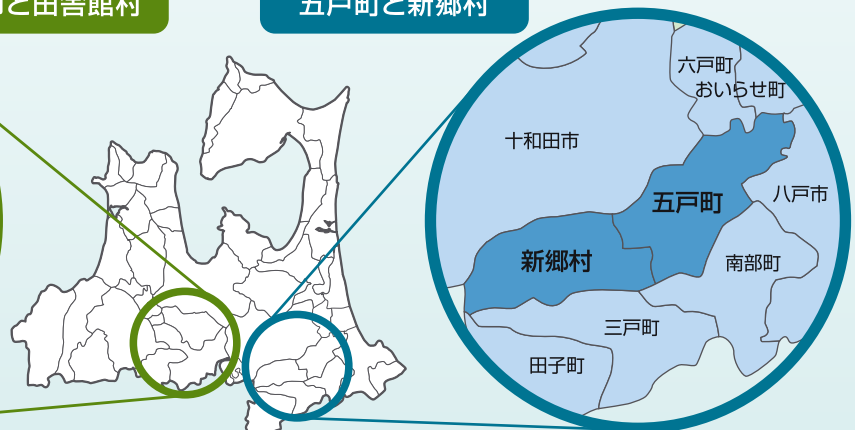 と田舎館村
五戸町と新郷村
六戸町
おいらせ町
十和田市
八戸市
五戸町
新郷村
南部町
三戸町
田子町